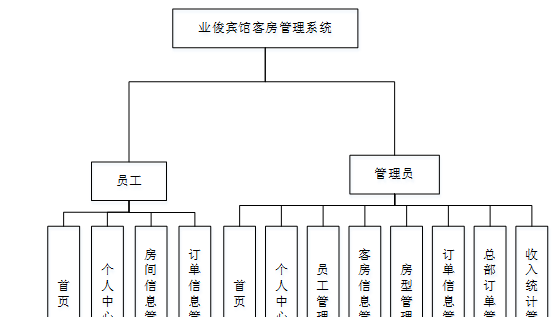 业俊宾馆客房管理系统
员工
管理员
首页
个人中心
房间信息管
订单信息管
首页
个人中心
员工管理
客房信息管
房型管理
订单信息管
总部订单管
收入统计管